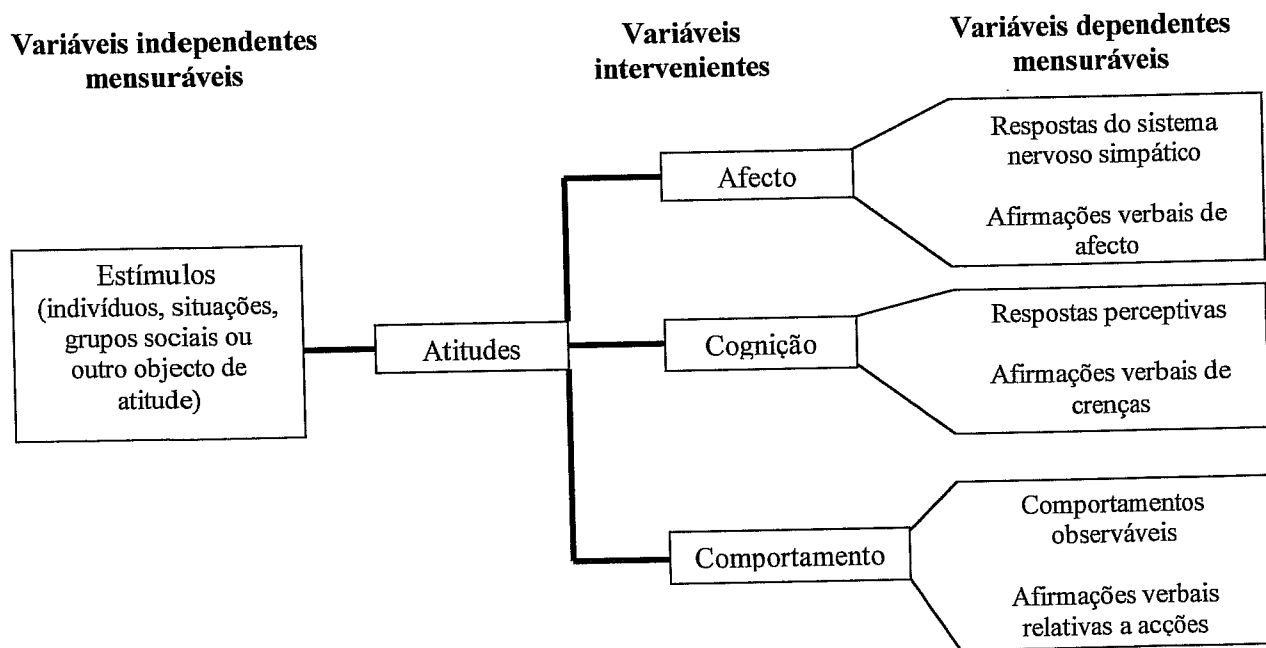 Variáveis independentes
mensuráveis
Variáveis
intervenientes
Variáveis dependentes
mensuráveis
Estímulos
(indivíduos, situações,
grupos sociais ou
outro objecto de
atitude)
Atitudes
Afecto
Respostas do sistema
nervoso simpático
Afirmações verbais de
afecto
Cognição
Respostas perceptivas
Afirmações verbais de
crenças
Comportamento
Comportamentos
observáveis
Afirmações verbais
relativas a acções